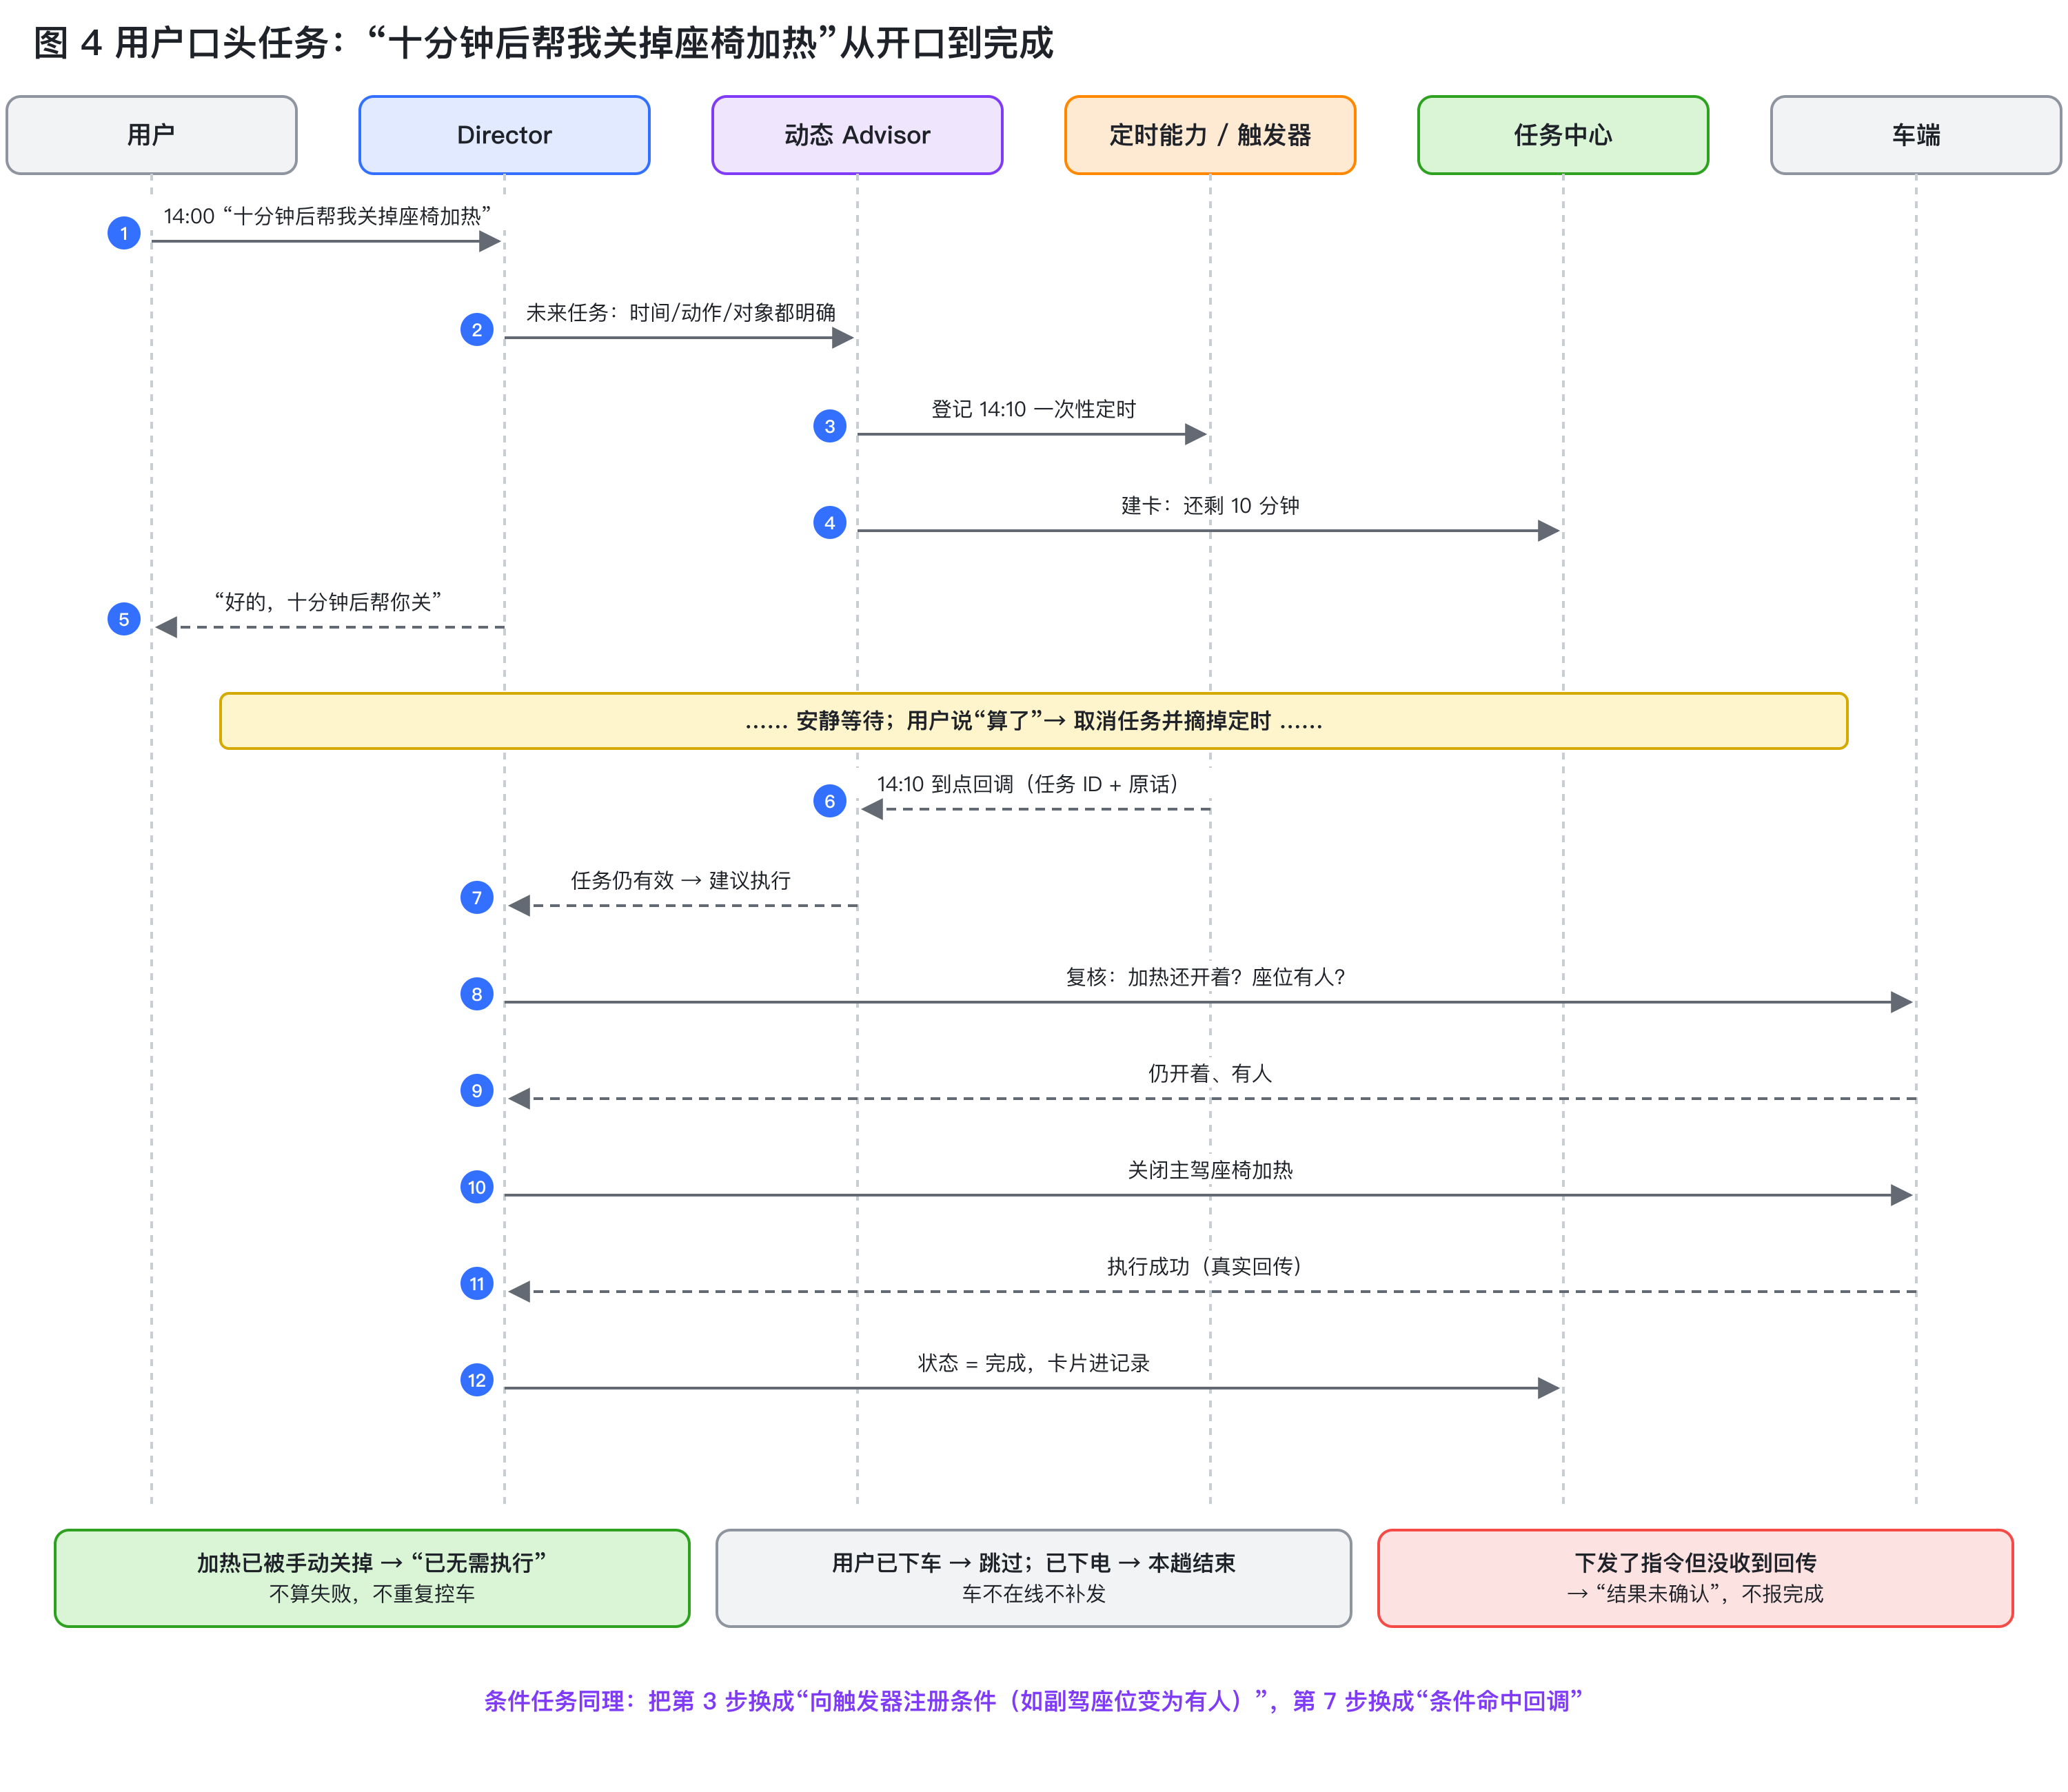 图 4 用户口头任务：“十分钟后帮我关掉座椅加热”从开口到完成
用户
Director
动态 Advisor
定时能力 / 触发器
任务中心
车端
14:00 “十分钟后帮我关掉座椅加热”
1
未来任务：时间/动作/对象都明确
2
登记 14:10 一次性定时
3
建卡：还剩 10 分钟
4
“好的，十分钟后帮你关”
5
…… 安静等待；用户说“算了”→ 取消任务并摘掉定时 ……
14:10 到点回调（任务 ID + 原话）
6
任务仍有效 → 建议执行
7
复核：加热还开着？座位有人？
8
仍开着、有人
9
关闭主驾座椅加热
10
执行成功（真实回传）
11
状态 = 完成，卡片进记录
12
加热已被手动关掉 → “已无需执行”
不算失败，不重复控车
用户已下车 → 跳过；已下电 → 本趟结束
车不在线不补发
下发了指令但没收到回传
→ “结果未确认”，不报完成
条件任务同理：把第 3 步换成“向触发器注册条件（如副驾座位变为有人）”，第 7 步换成“条件命中回调”